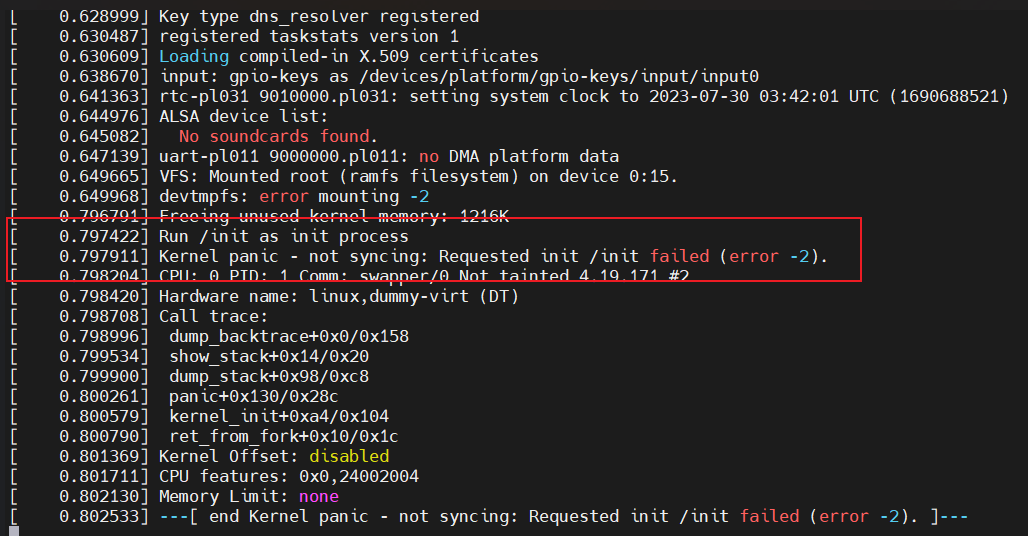 [    0.628999] Key type dns_resolver registered
[    0.630487] registered taskstats version 1
[    0.630609] Loading compiled-in X.509 certificates
[    0.638670] input: gpio-keys as /devices/platform/gpio-keys/input/input0
[    0.641363] rtc-pl031 9010000.pl031: setting system clock to 2023-07-30 03:42:01 UTC (1690688521)
[    0.644976] ALSA device list:
[    0.645082]   No soundcards found.
[    0.647139] uart-pl011 9000000.pl011: no DMA platform data
[    0.649665] VFS: Mounted root (ramfs filesystem) on device 0:15.
[    0.649968] devtmpfs: error mounting -2
[    0.796791] Freeing unused kernel memory: 1216K
[    0.797422] Run /init as init process
[    0.797911] Kernel panic - not syncing: Requested init /init failed (error -2).
[    0.798204] CPU: 0 PID: 1 Comm: swapper/0 Not tainted 4.19.171 #2
[    0.798420] Hardware name: linux,dummy-virt (DT)
[    0.798708] Call trace:
[    0.798996]  dump_backtrace+0x0/0x158
[    0.799534]  show_stack+0x14/0x20
[    0.799900]  dump_stack+0x98/0xc8
[    0.800261]  panic+0x130/0x28c
[    0.800579]  kernel_init+0xa4/0x104
[    0.800790]  ret_from_fork+0x10/0x1c
[    0.801369] Kernel Offset: disabled
[    0.801711] CPU features: 0x0,24002004
[    0.802130] Memory Limit: none
[    0.802533] ---[ end Kernel panic - not syncing: Requested init /init failed (error -2). ]---